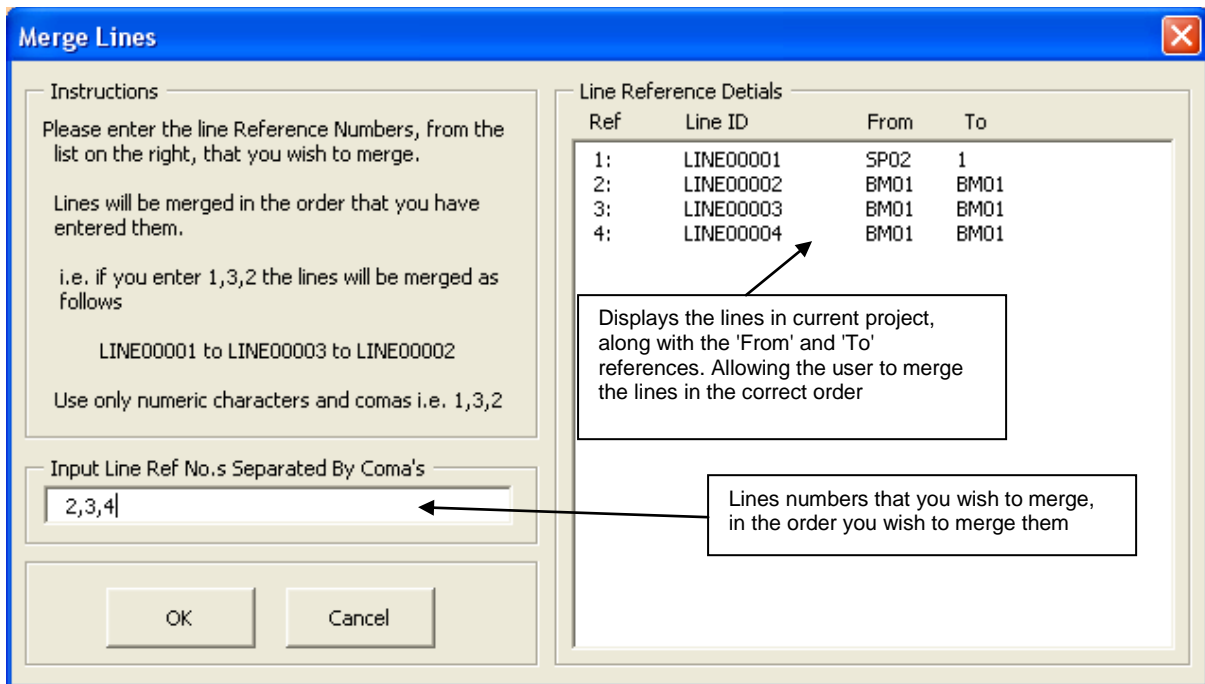 Merge Lines
Instructions
Please enter the line Reference Numbers, from the
list on the right, that you wish to merge.
Lines will be merged in the order that you have
entered them.
i.e. if you enter 1,3,2 the lines will be merged as
follows
LINE00001 to LINE00003 to LINE00002
Use only numeric characters and comas i.e. 1,3,2
Input Line Ref No.s Separated By Coma's
2,3,4
OK Cancel
Line Reference Detials
Ref Line ID From To
1: LINE00001 SP02 1
2: LINE00002 BM01 BM01
3: LINE00003 BM01 BM01
4: LINE00004 BM01 BM01
Displays the lines in current project,
along with the 'From' and 'To'
references. Allowing the user to merge
the lines in the correct order
Lines numbers that you wish to merge,
in the order you wish to merge them